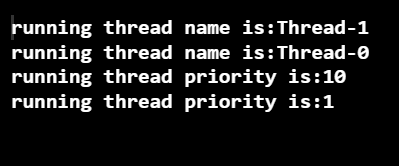 running thread name is:Thread-1
running thread name is:Thread-0
running thread priority is:10
running thread priority is:1